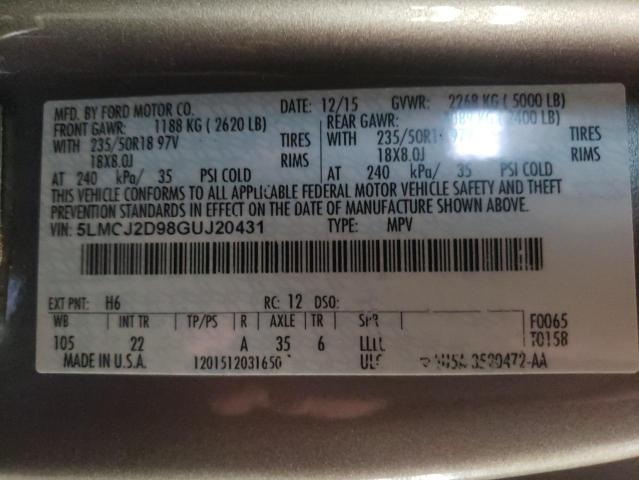 MFD. BY FORD MOTOR CO. DATE: 12/15 GVWR: 2268 KG ( 5000 LB)
FRONT GAWR: 1188 KG ( 2620 LB) REAR GAWR: 2400 LB)
WITH 235/50R18 97V TIRES WITH TIRES
18X8.0J RIMS 18X8.0J RIMS
AT 240 kPa/ 35 PSI COLD AT 240 kPa/ 35 PSI COLD
THIS VEHICLE CONFORMS TO ALL APPLICABLE FEDERAL MOTOR VEHICLE SAFETY AND THEFT
PREVENTION STANDARDS IN EFFECT ON THE DATE OF MANUFACTURE SHOWN ABOVE.
VIN: 5LMCJ2D98GUJ20431 TYPE: MPV
EXT PNT: H6 RC: 12 DSO:
WB INT TR TP/PS R AXLE TR SPR F0065
105 22 A 35 6 T0158
MADE IN U.S.A.